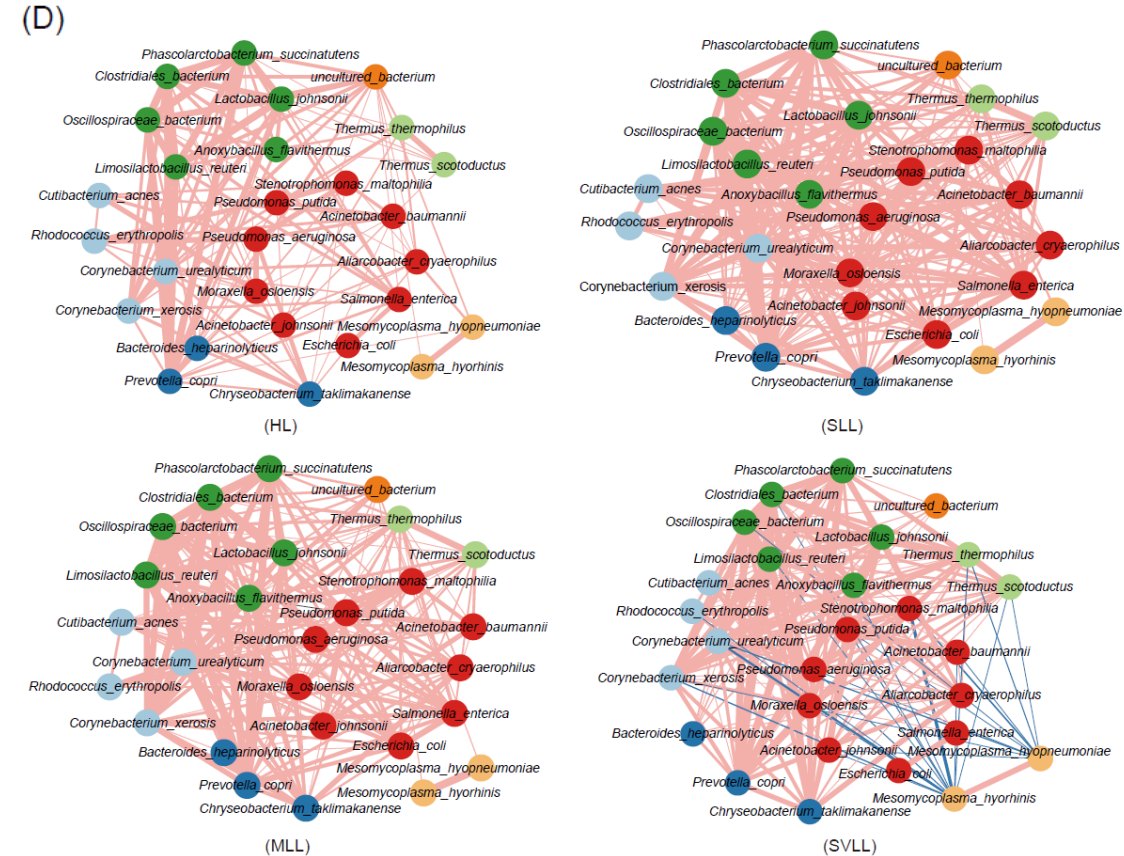 (D)
Phascolarctobacterium_succinatutens
Clostridiales_bacterium
uncultured_bacterium
Lactobacillus_johnsonii
Oscillospiraceae_bacterium
Thermus_thermophilus
Anoxybacillus_flavithermus
Limosilactobacillus_reuteri
Thermus_scotoductus
Stenotrophomonas_maltophilia
Cutibacterium_acnes
Pseudomonas_putida
Acinetobacter_baumannii
Rhodococcus_erythropolis
Pseudomonas_aeruginosa
Aliarcobacter_cryaerophilus
Corynebacterium_urealyticum
Moraxella_osloensis
Salmonella_enterica
Corynebacterium_xerosis
Acinetobacter_johnsonii
Mesomycoplasma_hyopneumoniae
Bacteroides_heparinolyticus
Escherichia_coli
Mesomycoplasma_hyorhinis
Prevotella_copri
Chryseobacterium_taklimakanense
(HL)
Phascolarctobacterium_succinatutens
uncultured_bacterium
Clostridiales_bacterium
Thermus_thermophilus
Lactobacillus_johnsonii
Thermus_scotoductus
Oscillospiraceae_bacterium
Stenotrophomonas_maltophilia
Limosilactobacillus_reuteri
Pseudomonas_putida
Cutibacterium_acnes
Anoxybacillus_flavithermus
Acinetobacter_baumannii
Rhodococcus_erythropolis
Pseudomonas_aeruginosa
Corynebacterium_urealyticum
Aliarcobacter_cryaerophilus
Moraxella_osloensis
Corynebacterium_xerosis
Salmonella_enterica
Acinetobacter_johnsonii
Mesomycoplasma_hyopneumoniae
Bacteroides_heparinolyticus
Escherichia_coli
Prevotella_copri
Mesomycoplasma_hyorhinis
Chryseobacterium_taklimakanense
(SLL)
Phascolarctobacterium_succinatutens
Clostridiales_bacterium
uncultured_bacterium
Oscillospiraceae_bacterium
Thermus_thermophilus
Lactobacillus_johnsonii
Thermus_scotoductus
Limosilactobacillus_reuteri
Stenotrophomonas_maltophilia
Anoxybacillus_flavithermus
Pseudomonas_putida
Cutibacterium_acnes
Acinetobacter_baumannii
Pseudomonas_aeruginosa
Corynebacterium_urealyticum
Aliarcobacter_cryaerophilus
Rhodococcus_erythropolis
Moraxella_osloensis
Corynebacterium_xerosis
Salmonella_enterica
Acinetobacter_johnsonii
Bacteroides_heparinolyticus
Escherichia_coli
Mesomycoplasma_hyopneumoniae
Prevotella_copri
Mesomycoplasma_hyorhinis
Chryseobacterium_taklimakanense
(MLL)
Phascolarctobacterium_succinatutens
Clostridiales_bacterium
uncultured_bacterium
Oscillospiraceae_bacterium
Lactobacillus_johnsonii
Limosilactobacillus_reuteri
Thermus_thermophilus
Cutibacterium_acnes
Anoxybacillus_flavithermus
Thermus_scotoductus
Rhodococcus_erythropolis
Stenotrophomonas_maltophilia
Pseudomonas_putida
Corynebacterium_urealyticum
Acinetobacter_baumannii
Pseudomonas_aeruginosa
Corynebacterium_xerosis
Aliarcobacter_cryaerophilus
Moraxella_osloensis
Bacteroides_heparinolyticus
Salmonella_enterica
Acinetobacter_johnsonii
Mesomycoplasma_hyopneumoniae
Escherichia_coli
Prevotella_copri
Mesomycoplasma_hyorhinis
Chryseobacterium_taklimakanense
(SVLL)